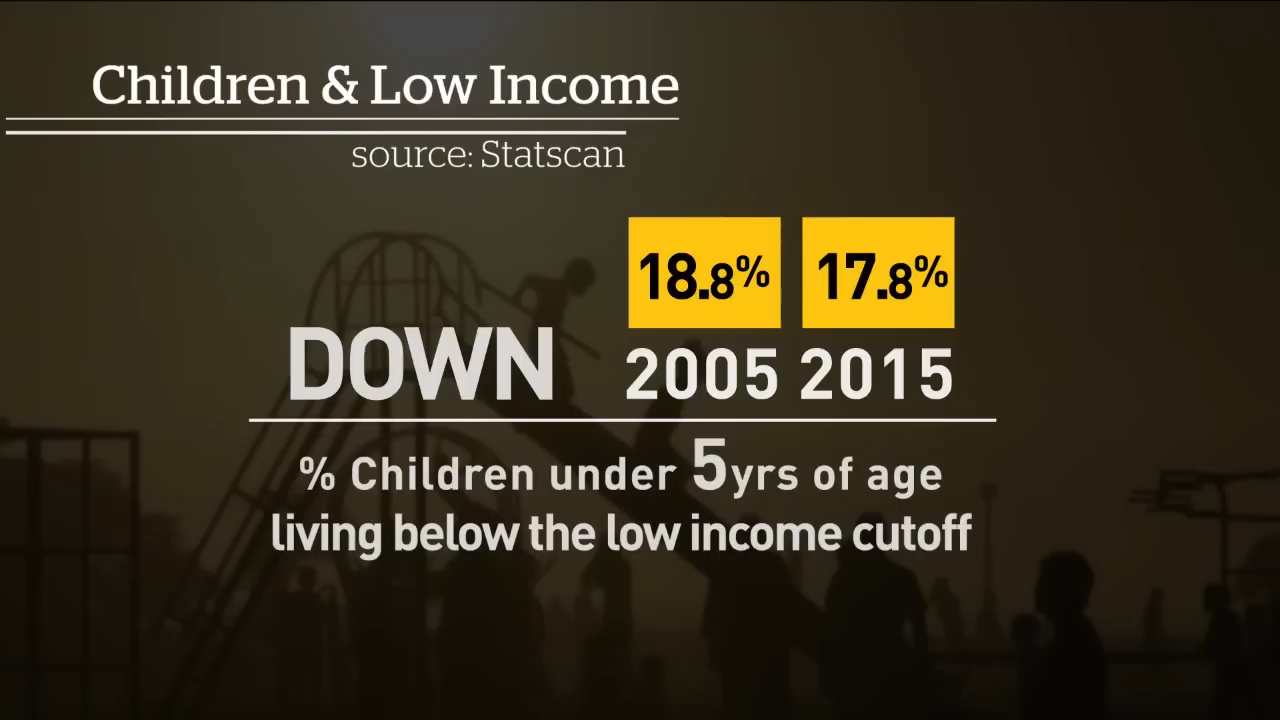 Children & Low Income
source: Statscan
18.8% 17.8%
DOWN 2005 2015
% Children under 5yrs of age
living below the low income cutoff